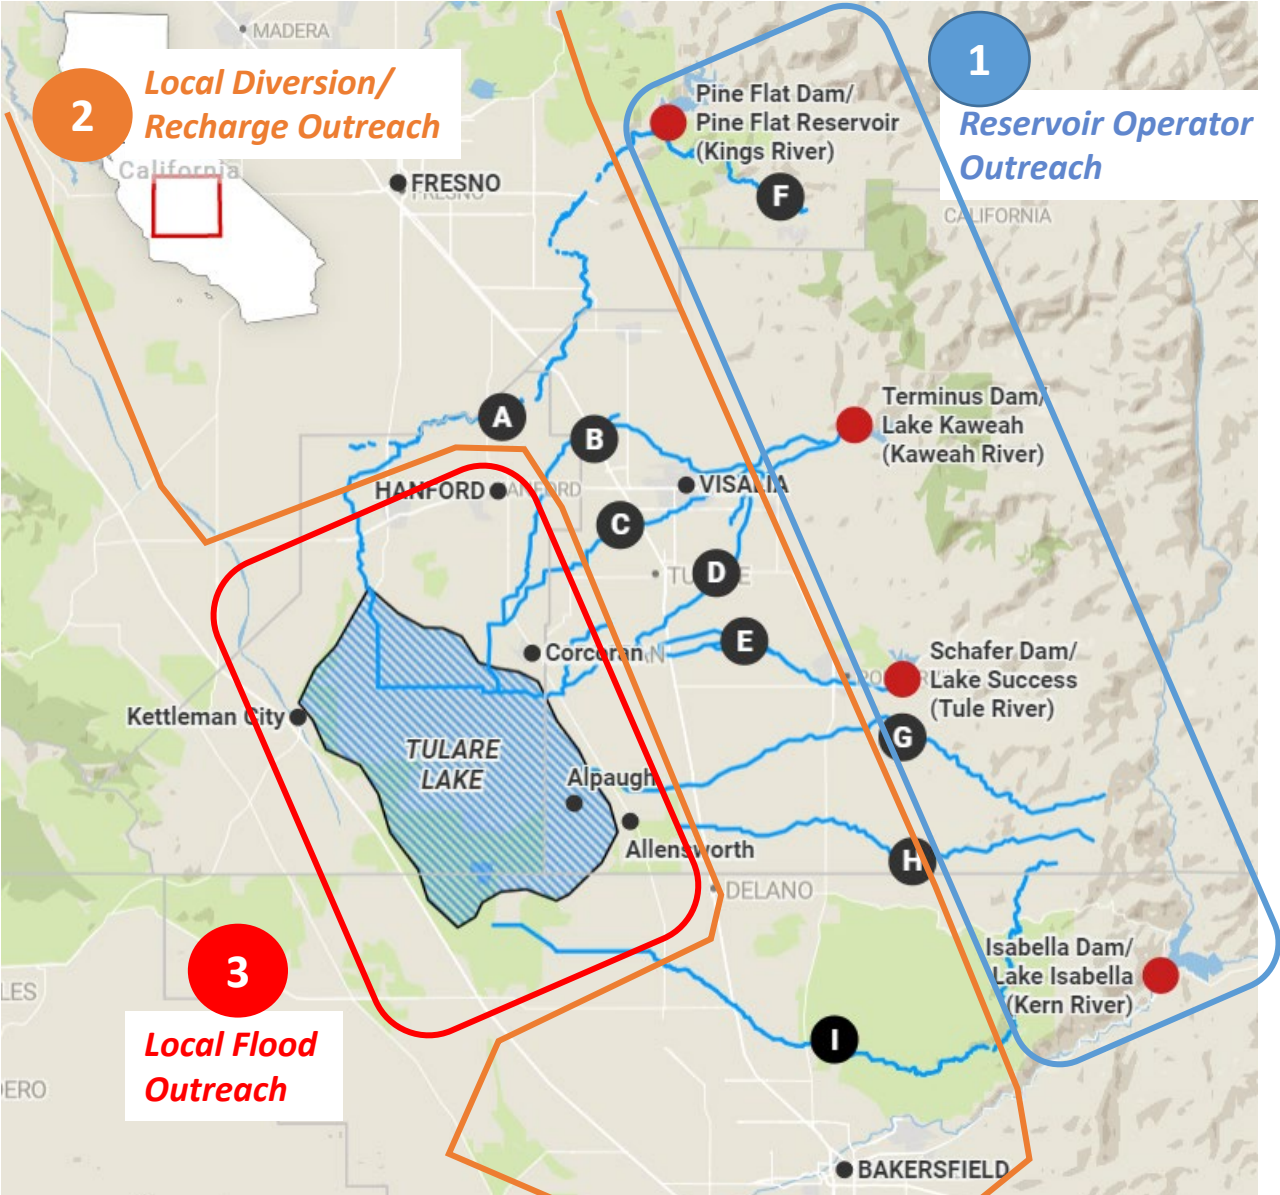 MADERA
1
2
Local Diversion/
Recharge Outreach
Pine Flat Dam/
Pine Flat Reservoir
(Kings River)
Reservoir Operator
Outreach
California
FRESNO
FRESNO
F
CALIFORNIA
A
B
Terminus Dam/
Lake Kaweah
(Kaweah River)
HANFORD
VISALIA
C
D
E
Corcoran
Schafer Dam/
Lake Success
(Tule River)
Kettleman City
G
TULARE
LAKE
Alpaugh
Allensworth
H
DELANO
Isabella Dam/
Lake Isabella
(Kern River)
3
Local Flood
Outreach
I
BAKERSFIELD